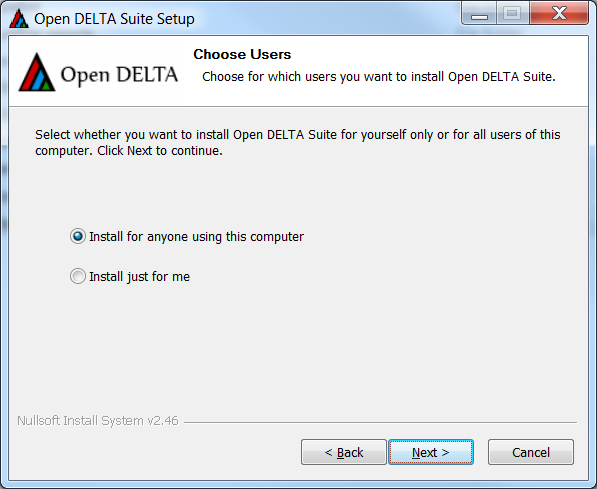 Open DELTA Suite Setup
Open DELTA
Choose Users
Choose for which users you want to install Open DELTA Suite.
Select whether you want to install Open DELTA Suite for yourself only or for all users of this
computer. Click Next to continue.
Install for anyone using this computer
Install just for me
Nullsoft Install System v2.46
< Back
Next >
Cancel